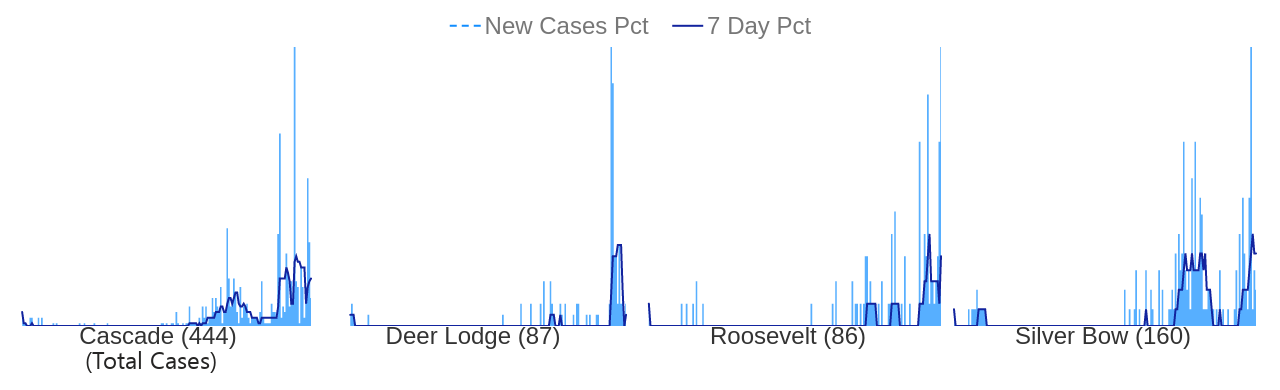 New Cases Pct 7 Day Pct
Cascade (444) Deer Lodge (87) Roosevelt (86) Silver Bow (160)
(Total Cases)